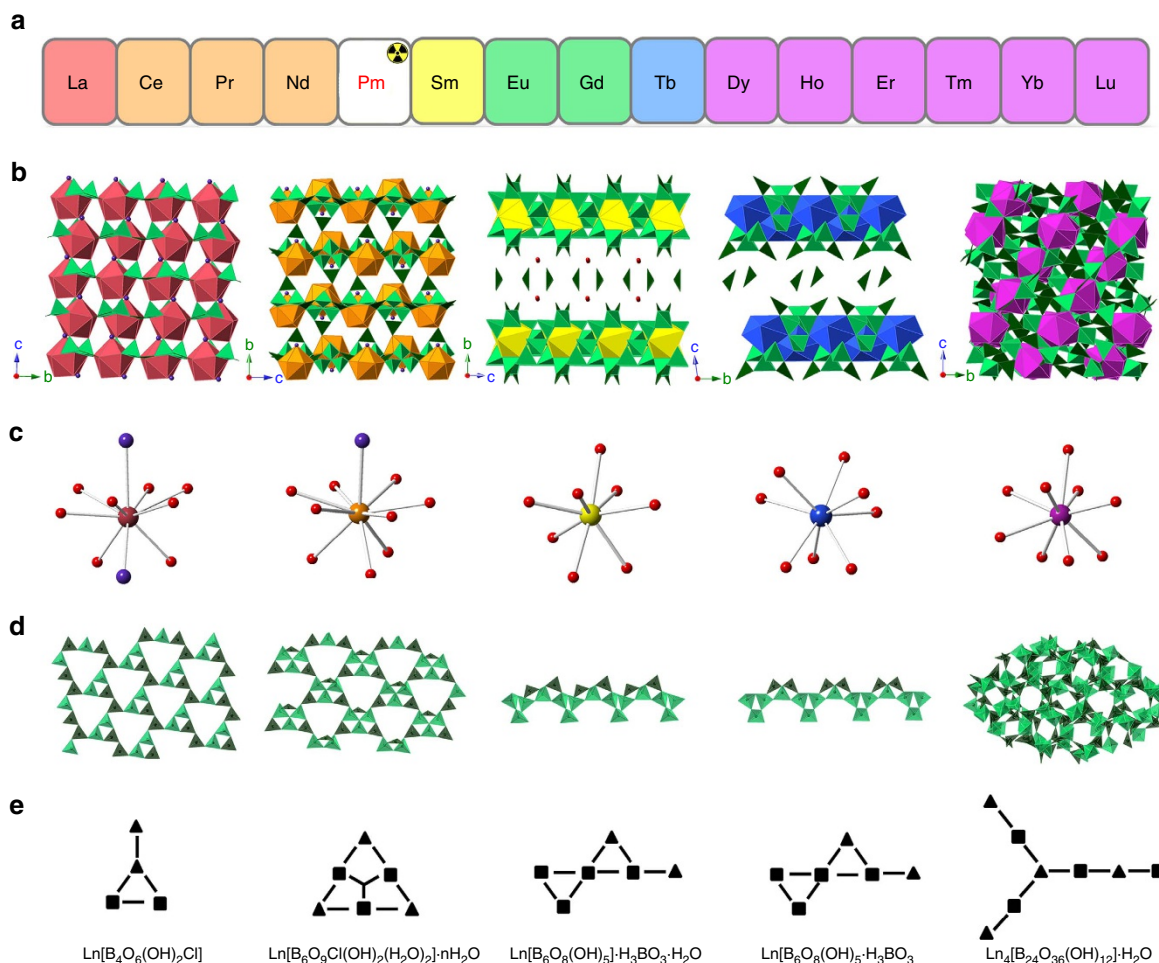 a
La Ce Pr Nd Pm Sm Eu Gd Tb Dy Ho Er Tm Yb Lu
b
c b b c b c c b c b
c
d
e
Ln[B₄O₆(OH)₂Cl] Ln[B₆O₉Cl(OH)₂(H₂O)₂]·nH₂O Ln[B₆O₈(OH)₅]·H₃BO₃·H₂O Ln[B₆O₈(OH)₅·H₃BO₃ Ln₄[B₂₄O₃₆(OH)₁₂]·H₂O